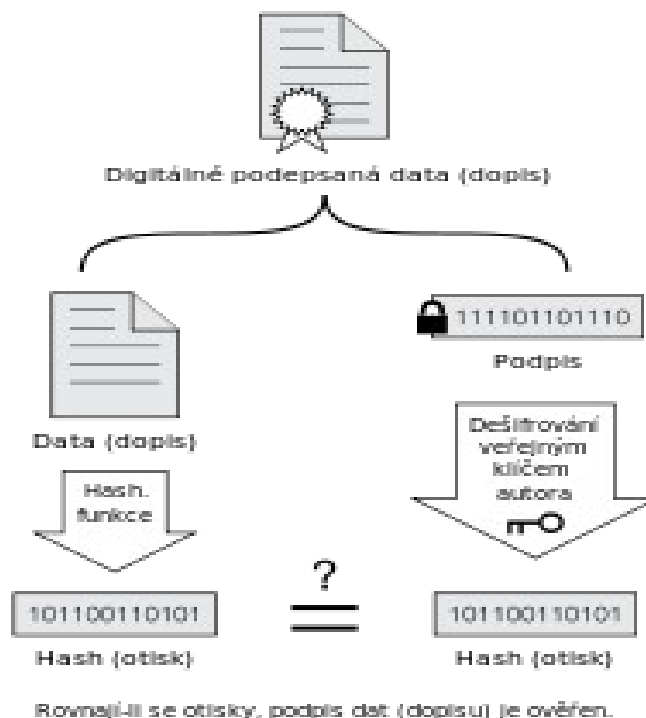 Digitálně podepsaná data (dopis)
111101101110
Podpis
Data (dopis)
Dešifrování
veřejným
klíčem
autora
Hash.
funkce
?
101100110101
101100110101
Hash (otisk)
Hash (otisk)
Rovnají-li se otisky, podpis dat (dopisu) je ověřen.